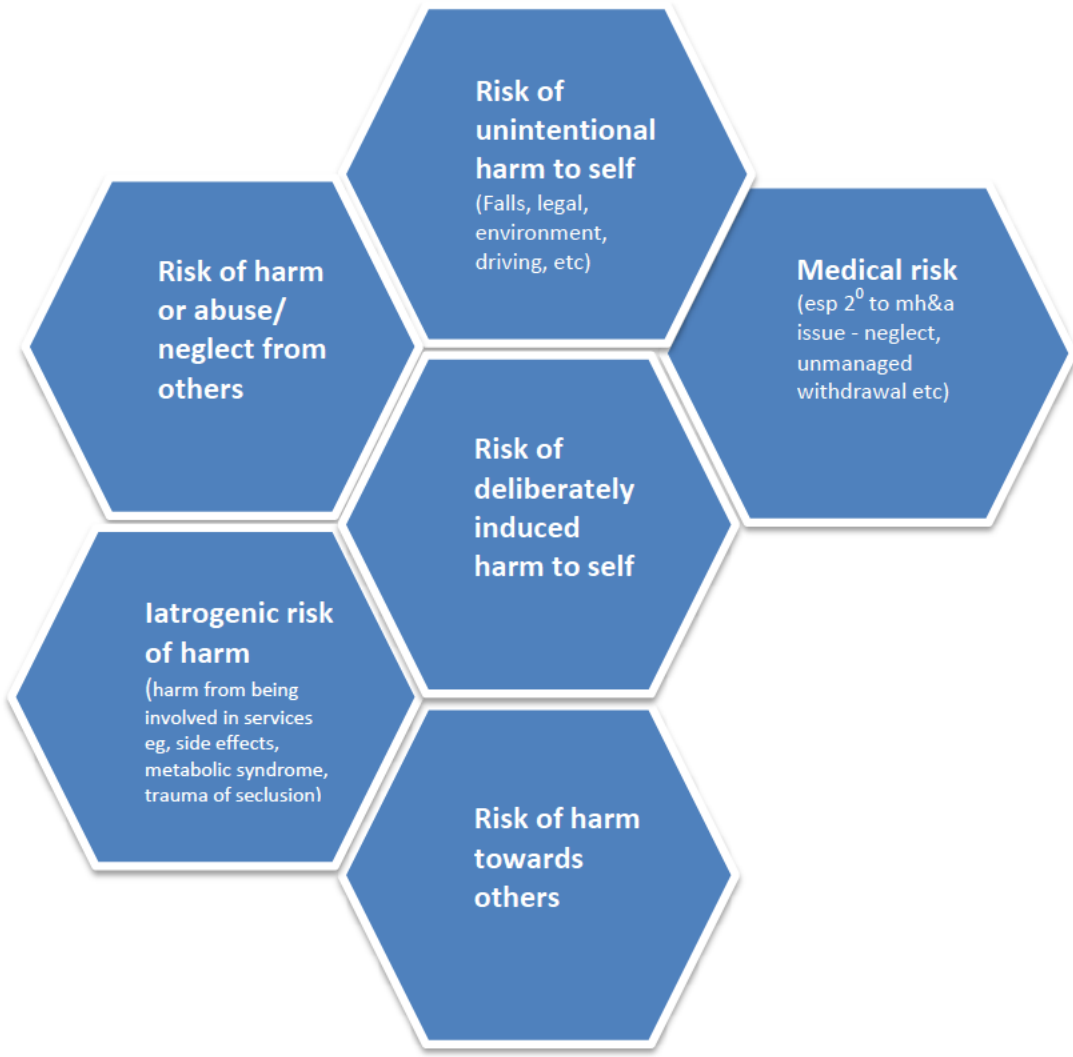 Risk of
unintentional
harm to self
(Falls, legal,
environment,
driving, etc)
Risk of harm
or abuse/
neglect from
others
Medical risk
(esp 2⁰ to mh&a
issue - neglect,
unmanaged
withdrawal etc)
Risk of
deliberately
induced
harm to self
Iatrogenic risk
of harm
(harm from being
involved in services
eg, side effects,
metabolic syndrome,
trauma of seclusion)
Risk of harm
towards
others